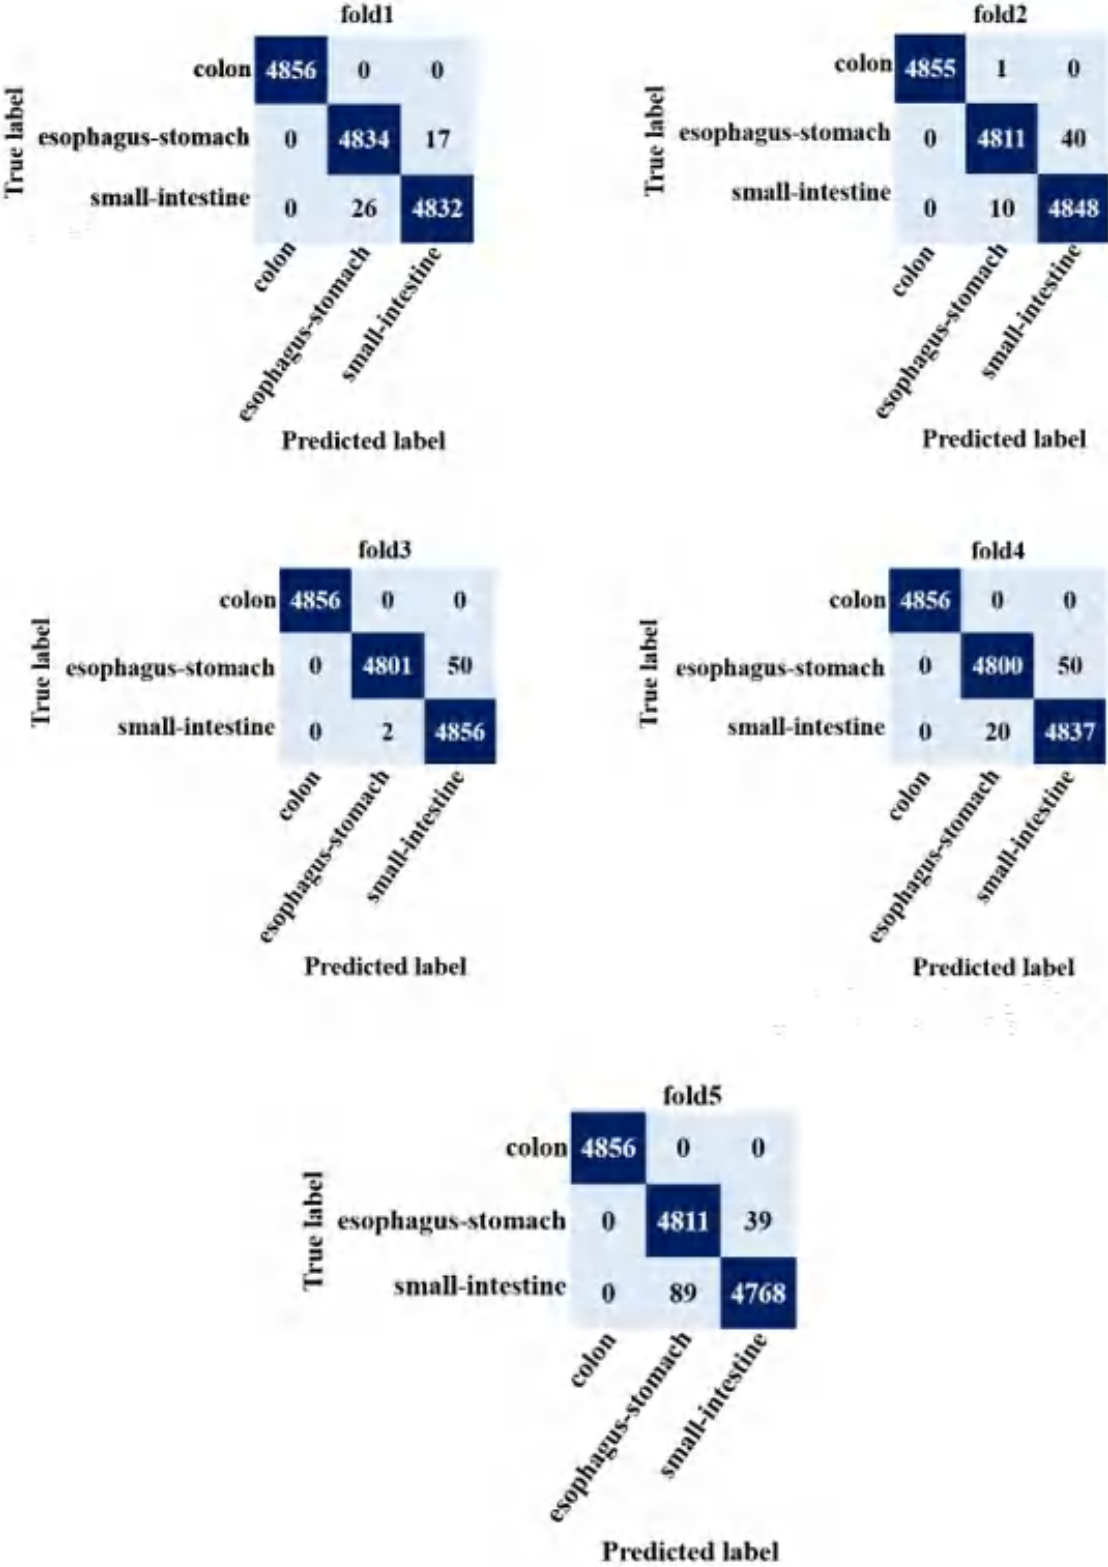 fold1
True label
colon 4856 0 0
esophagus-stomach 0 4834 17
small-intestine 0 26 4832
colon
esophagus-stomach
small-intestine
Predicted label
fold2
True label
colon 4855 1 0
esophagus-stomach 0 4811 40
small-intestine 0 10 4848
colon
esophagus-stomach
small-intestine
Predicted label
fold3
True label
colon 4856 0 0
esophagus-stomach 0 4801 50
small-intestine 0 2 4856
colon
esophagus-stomach
small-intestine
Predicted label
fold4
True label
colon 4856 0 0
esophagus-stomach 0 4800 50
small-intestine 0 20 4837
colon
esophagus-stomach
small-intestine
Predicted label
fold5
True label
colon 4856 0 0
esophagus-stomach 0 4811 39
small-intestine 0 89 4768
colon
esophagus-stomach
small-intestine
Predicted label